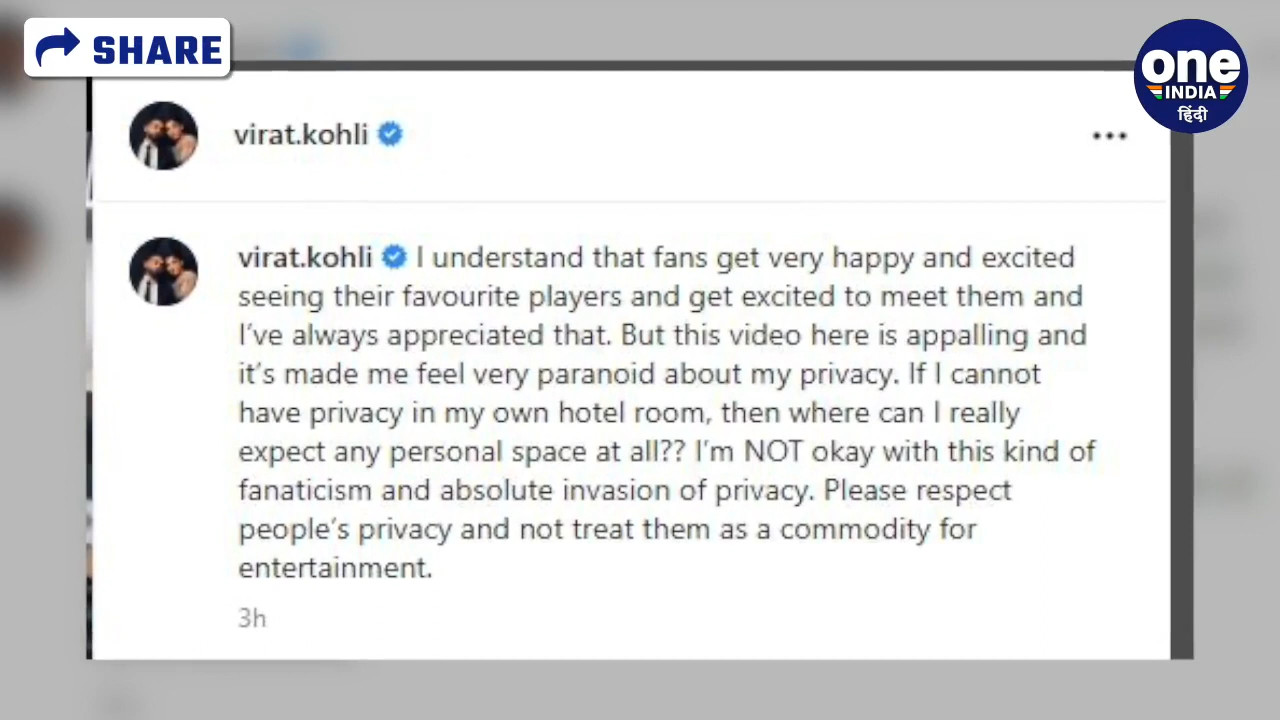 SHARE
one
INDIA
हिंदी
virat.kohli
virat.kohli I understand that fans get very happy and excited
seeing their favourite players and get excited to meet them and
I've always appreciated that. But this video here is appalling and
it's made me feel very paranoid about my privacy. If I cannot
have privacy in my own hotel room, then where can I really
expect any personal space at all?? I'm NOT okay with this kind of
fanaticism and absolute invasion of privacy. Please respect
people's privacy and not treat them as a commodity for
entertainment.
3h